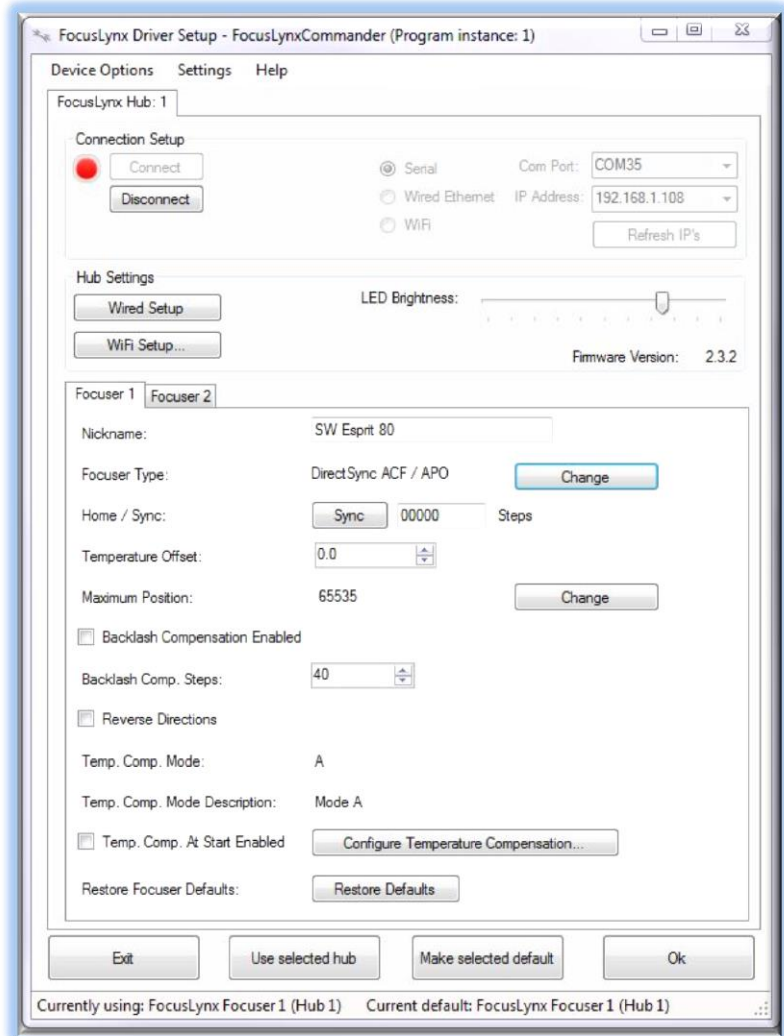 FocusLynx Driver Setup - FocusLynxCommander (Program instance: 1)
Device Options Settings Help
FocusLynx Hub: 1
Connection Setup
Connect Serial Com Port: COM35
Disconnect Wired Ethernet IP Address: 192.168.1.108
WiFi Refresh IP's
Hub Settings
Wired Setup LED Brightness:
WiFi Setup...
Firmware Version: 2.3.2
Focuser 1 Focuser 2
Nickname: SW Esprit 80
Focuser Type: DirectSync ACF / APO Change
Home / Sync: Sync 00000 Steps
Temperature Offset: 0.0
Maximum Position: 65535 Change
Backlash Compensation Enabled
Backlash Comp. Steps: 40
Reverse Directions
Temp. Comp. Mode: A
Temp. Comp. Mode Description: Mode A
Temp. Comp. At Start Enabled Configure Temperature Compensation...
Restore Focuser Defaults: Restore Defaults
Exit Use selected hub Make selected default Ok
Currently using: FocusLynx Focuser 1 (Hub 1) Current default: FocusLynx Focuser 1 (Hub 1)